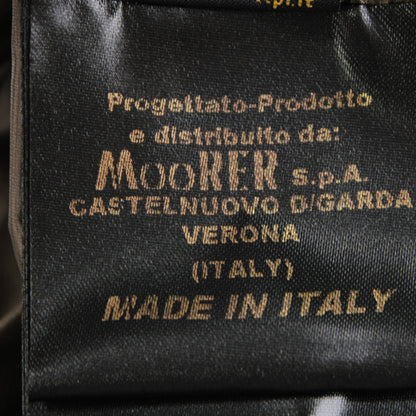 Progettato-Prodotto
e distribuito da:
MOORER S.p.A.
CASTELNUOVO D/GARDA
VERONA
(ITALY)
MADE IN ITALY